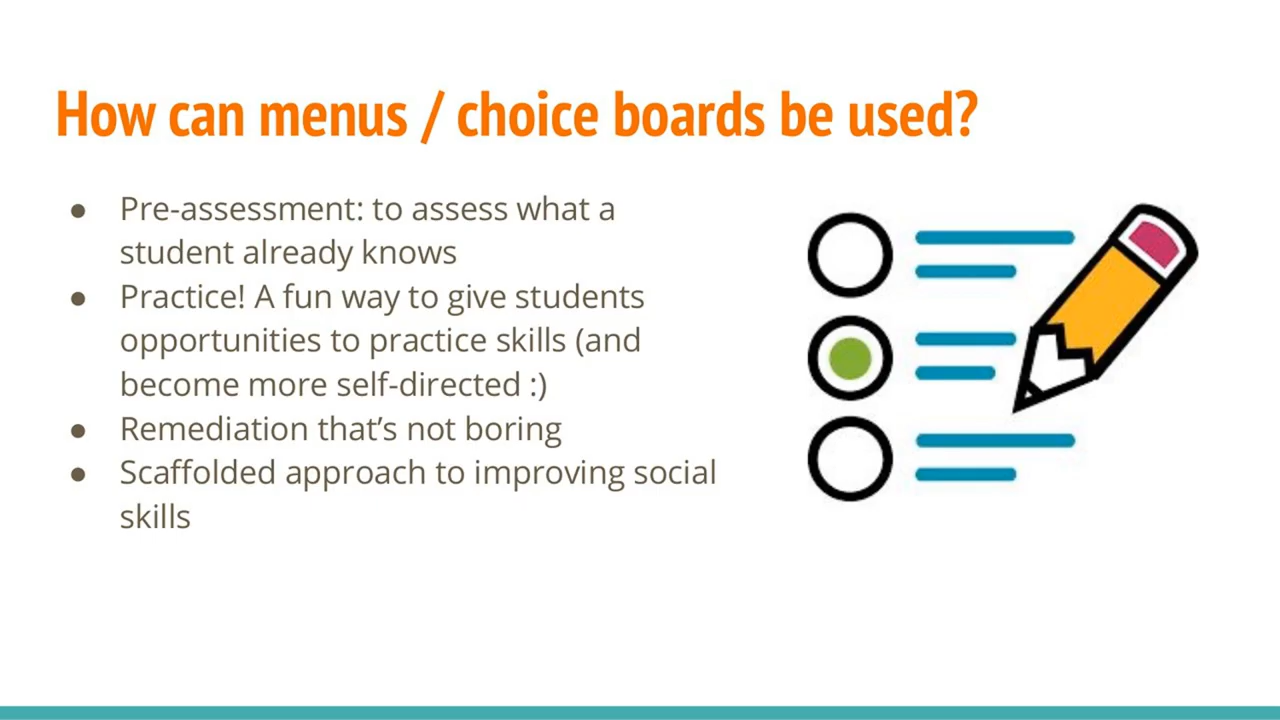 How can menus / choice boards be used?
● Pre-assessment: to assess what a
student already knows
● Practice! A fun way to give students
opportunities to practice skills (and
become more self-directed :)
● Remediation that’s not boring
● Scaffolded approach to improving social
skills